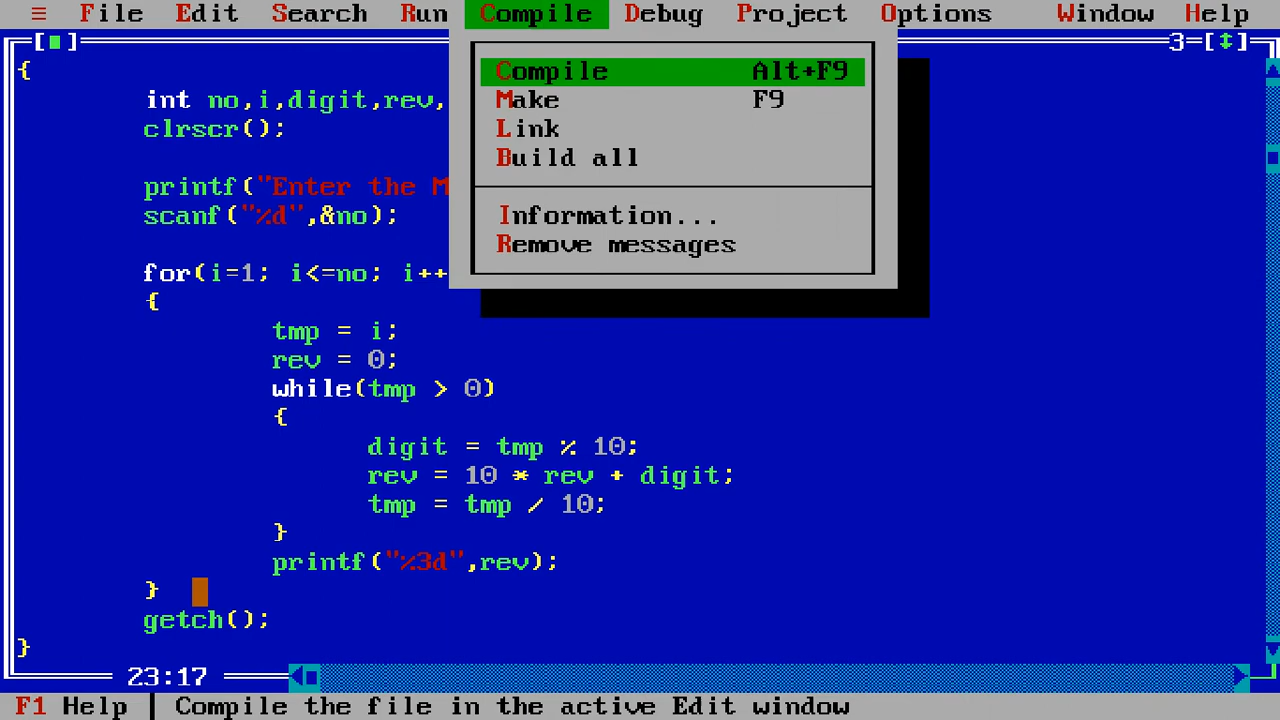 ≡ File Edit Search Run Compile Debug Project Options Window Help
[■] 3=[↕]
{
int no,i,digit,rev,
clrscr();
printf("Enter the M
scanf("%d",&no);
for(i=1; i<=no; i++
{
tmp = i;
rev = 0;
while(tmp > 0)
{
digit = tmp % 10;
rev = 10 * rev + digit;
tmp = tmp / 10;
}
printf("%3d",rev);
}
getch();
}
Compile Alt+F9
Make F9
Link
Build all
Information...
Remove messages
23:17
F1 Help | Compile the file in the active Edit window